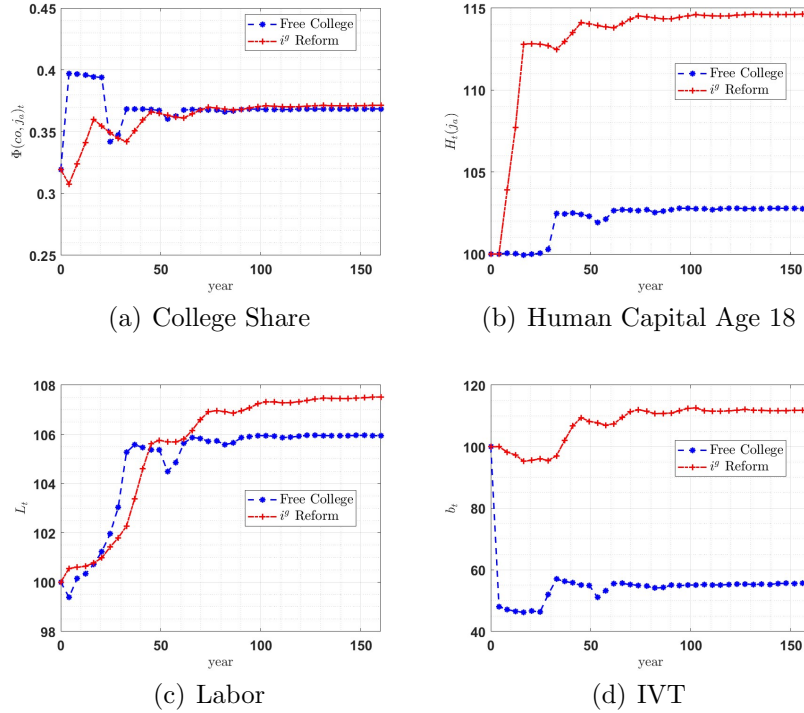 0.45
0.4
0.35
0.3
0.25
Φ(co, j_a)_t
Free College
i^g Reform
0 50 100 150
year
(a) College Share
115
110
105
100
H_t(j_a)
Free College
i^g Reform
0 50 100 150
year
(b) Human Capital Age 18
108
106
104
102
100
98
L_t
Free College
i^g Reform
0 50 100 150
year
(c) Labor
120
100
80
60
40
b_t
Free College
i^g Reform
0 50 100 150
year
(d) IVT